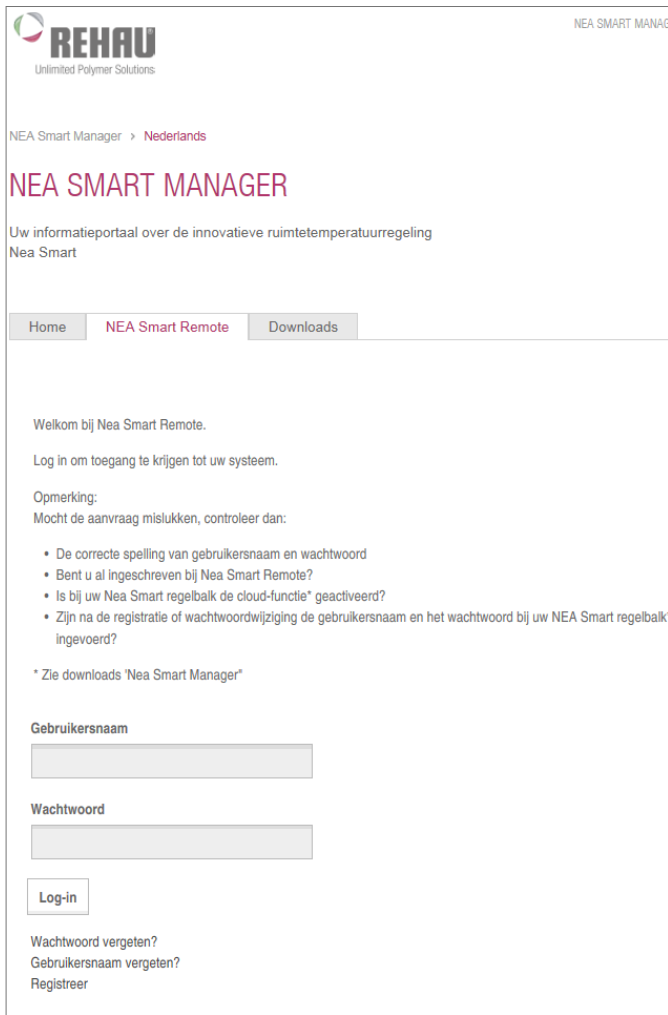 REHAU
Unlimited Polymer Solutions
NEA SMART
NEA Smart Manager > Nederlands
NEA SMART MANAGER
Uw informatieportaal over de innovatieve ruimtetemperatuurregeling
Nea Smart
Home NEA Smart Remote Downloads
Welkom bij Nea Smart Remote.
Log in om toegang te krijgen tot uw systeem.
Opmerking:
Mocht de aanvraag mislukken, controleer dan:
• De correcte spelling van gebruikersnaam en wachtwoord
• Bent u al ingeschreven bij Nea Smart Remote?
• Is bij uw Nea Smart regelbalk de cloud-functie* geactiveerd?
• Zijn na de registratie of wachtwoordwijziging de gebruikersnaam en het wachtwoord bij uw NEA Smart regelbalk*
ingevoerd?
* Zie downloads 'Nea Smart Manager"
Gebruikersnaam
Wachtwoord
Log-in
Wachtwoord vergeten?
Gebruikersnaam vergeten?
Registreer